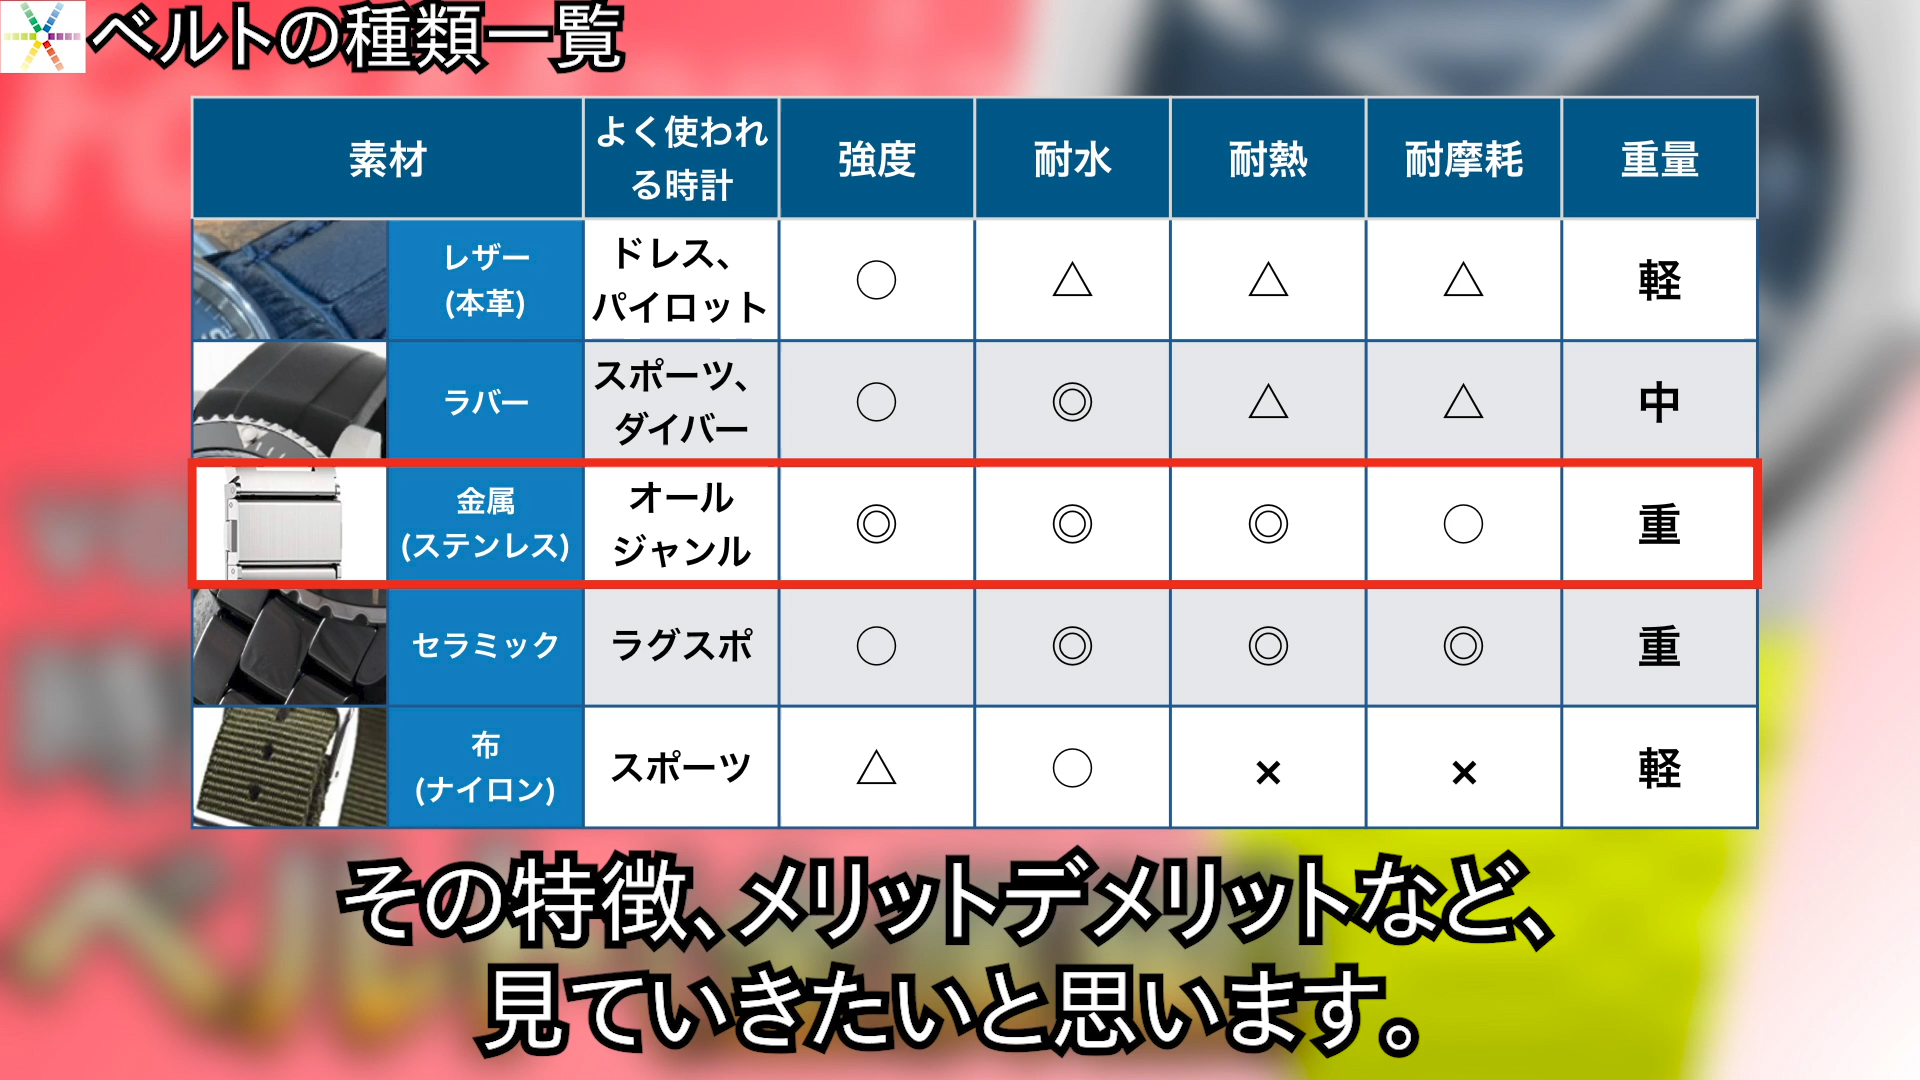 ベルトの種類一覧
素材 よく使われる時計 強度 耐水 耐熱 耐摩耗 重量
レザー
(本革)
ドレス、
パイロット
○ △ △ △ 軽
ラバー
スポーツ、
ダイバー
○ ◎ △ △ 中
金属
(ステンレス)
オール
ジャンル
◎ ◎ ◎ ○ 重
セラミック
ラグスポ
○ ◎ ◎ ◎ 重
布
(ナイロン)
スポーツ
△ ○ × × 軽
その特徴、メリットデメリットなど、
見ていきたいと思います。